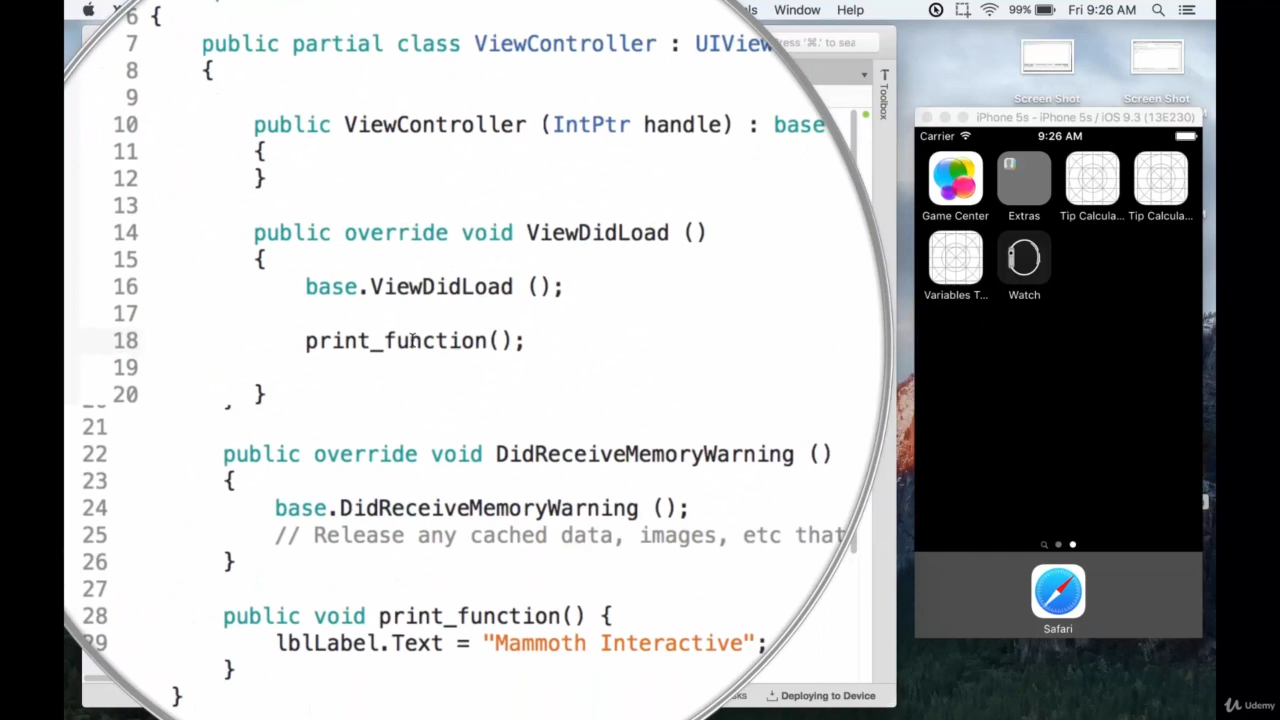 Window Help 99% Fri 9:26 AM
6 {
7 public partial class ViewController : UIView
8 {
9
10 public ViewController (IntPtr handle) : base
11 {
12 }
13
14 public override void ViewDidLoad ()
15 {
16 base.ViewDidLoad ();
17
18 print_function();
19
20 }
21
22 public override void DidReceiveMemoryWarning ()
23 {
24 base.DidReceiveMemoryWarning ();
25 // Release any cached data, images, etc that
26 }
27
28 public void print_function() {
29 lblLabel.Text = "Mammoth Interactive";
}
}
Toolbox
Deploying to Device
Screen Shot Screen Shot
iPhone 5s - iPhone 5s / iOS 9.3 (13E230)
Carrier 9:26 AM
Game Center Extras Tip Calcula... Tip Calcula...
Variables T... Watch
Safari
Udemy